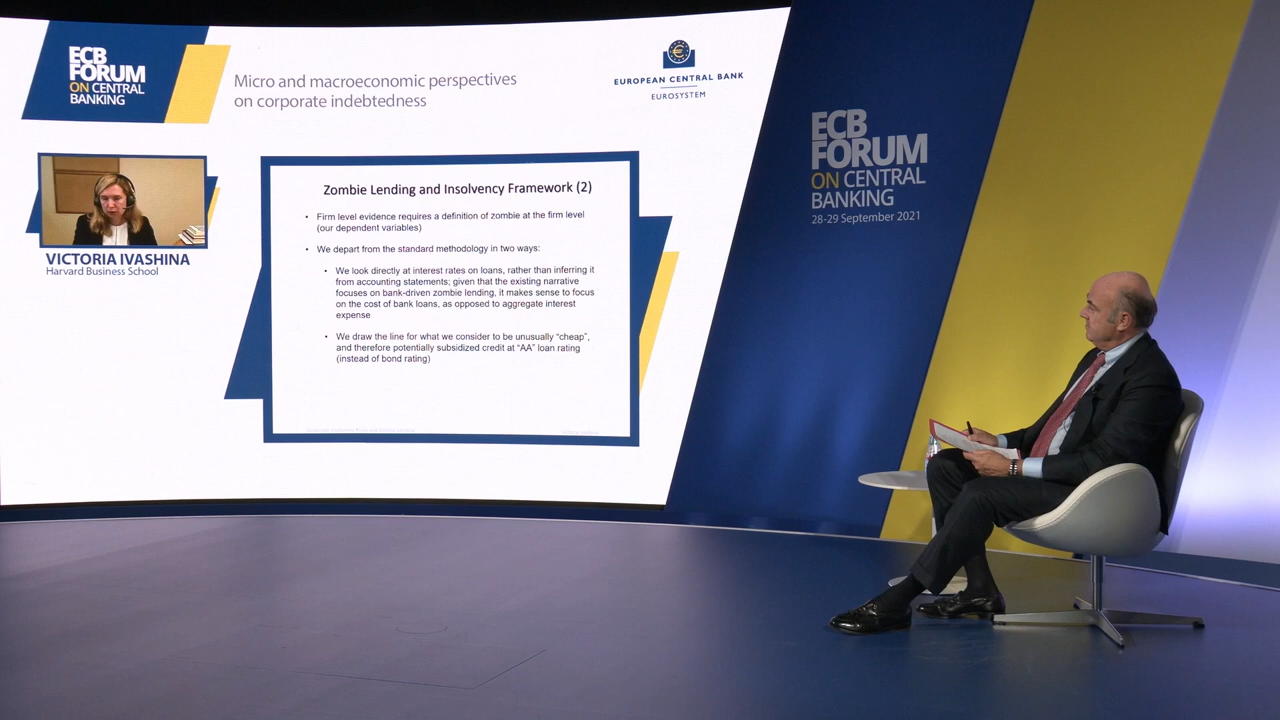 ECB
FORUM
ON CENTRAL
BANKING
Micro and macroeconomic perspectives
on corporate indebtedness
EUROPEAN CENTRAL BANK
EUROSYSTEM
VICTORIA IVASHINA
Harvard Business School
Zombie Lending and Insolvency Framework (2)
• Firm level evidence requires a definition of zombie at the firm level
(our dependent variables)
• We depart from the standard methodology in two ways:
• We look directly at interest rates on loans, rather than inferring it
from accounting statements; given that the existing narrative
focuses on bank-driven zombie lending, it makes sense to focus
on the cost of bank loans, as opposed to aggregate interest
expense
• We draw the line for what we consider to be unusually “cheap”,
and therefore potentially subsidized credit at “AA” loan rating
(instead of bond rating)
ECB
FORUM
ON CENTRAL
BANKING
28-29 September 2021